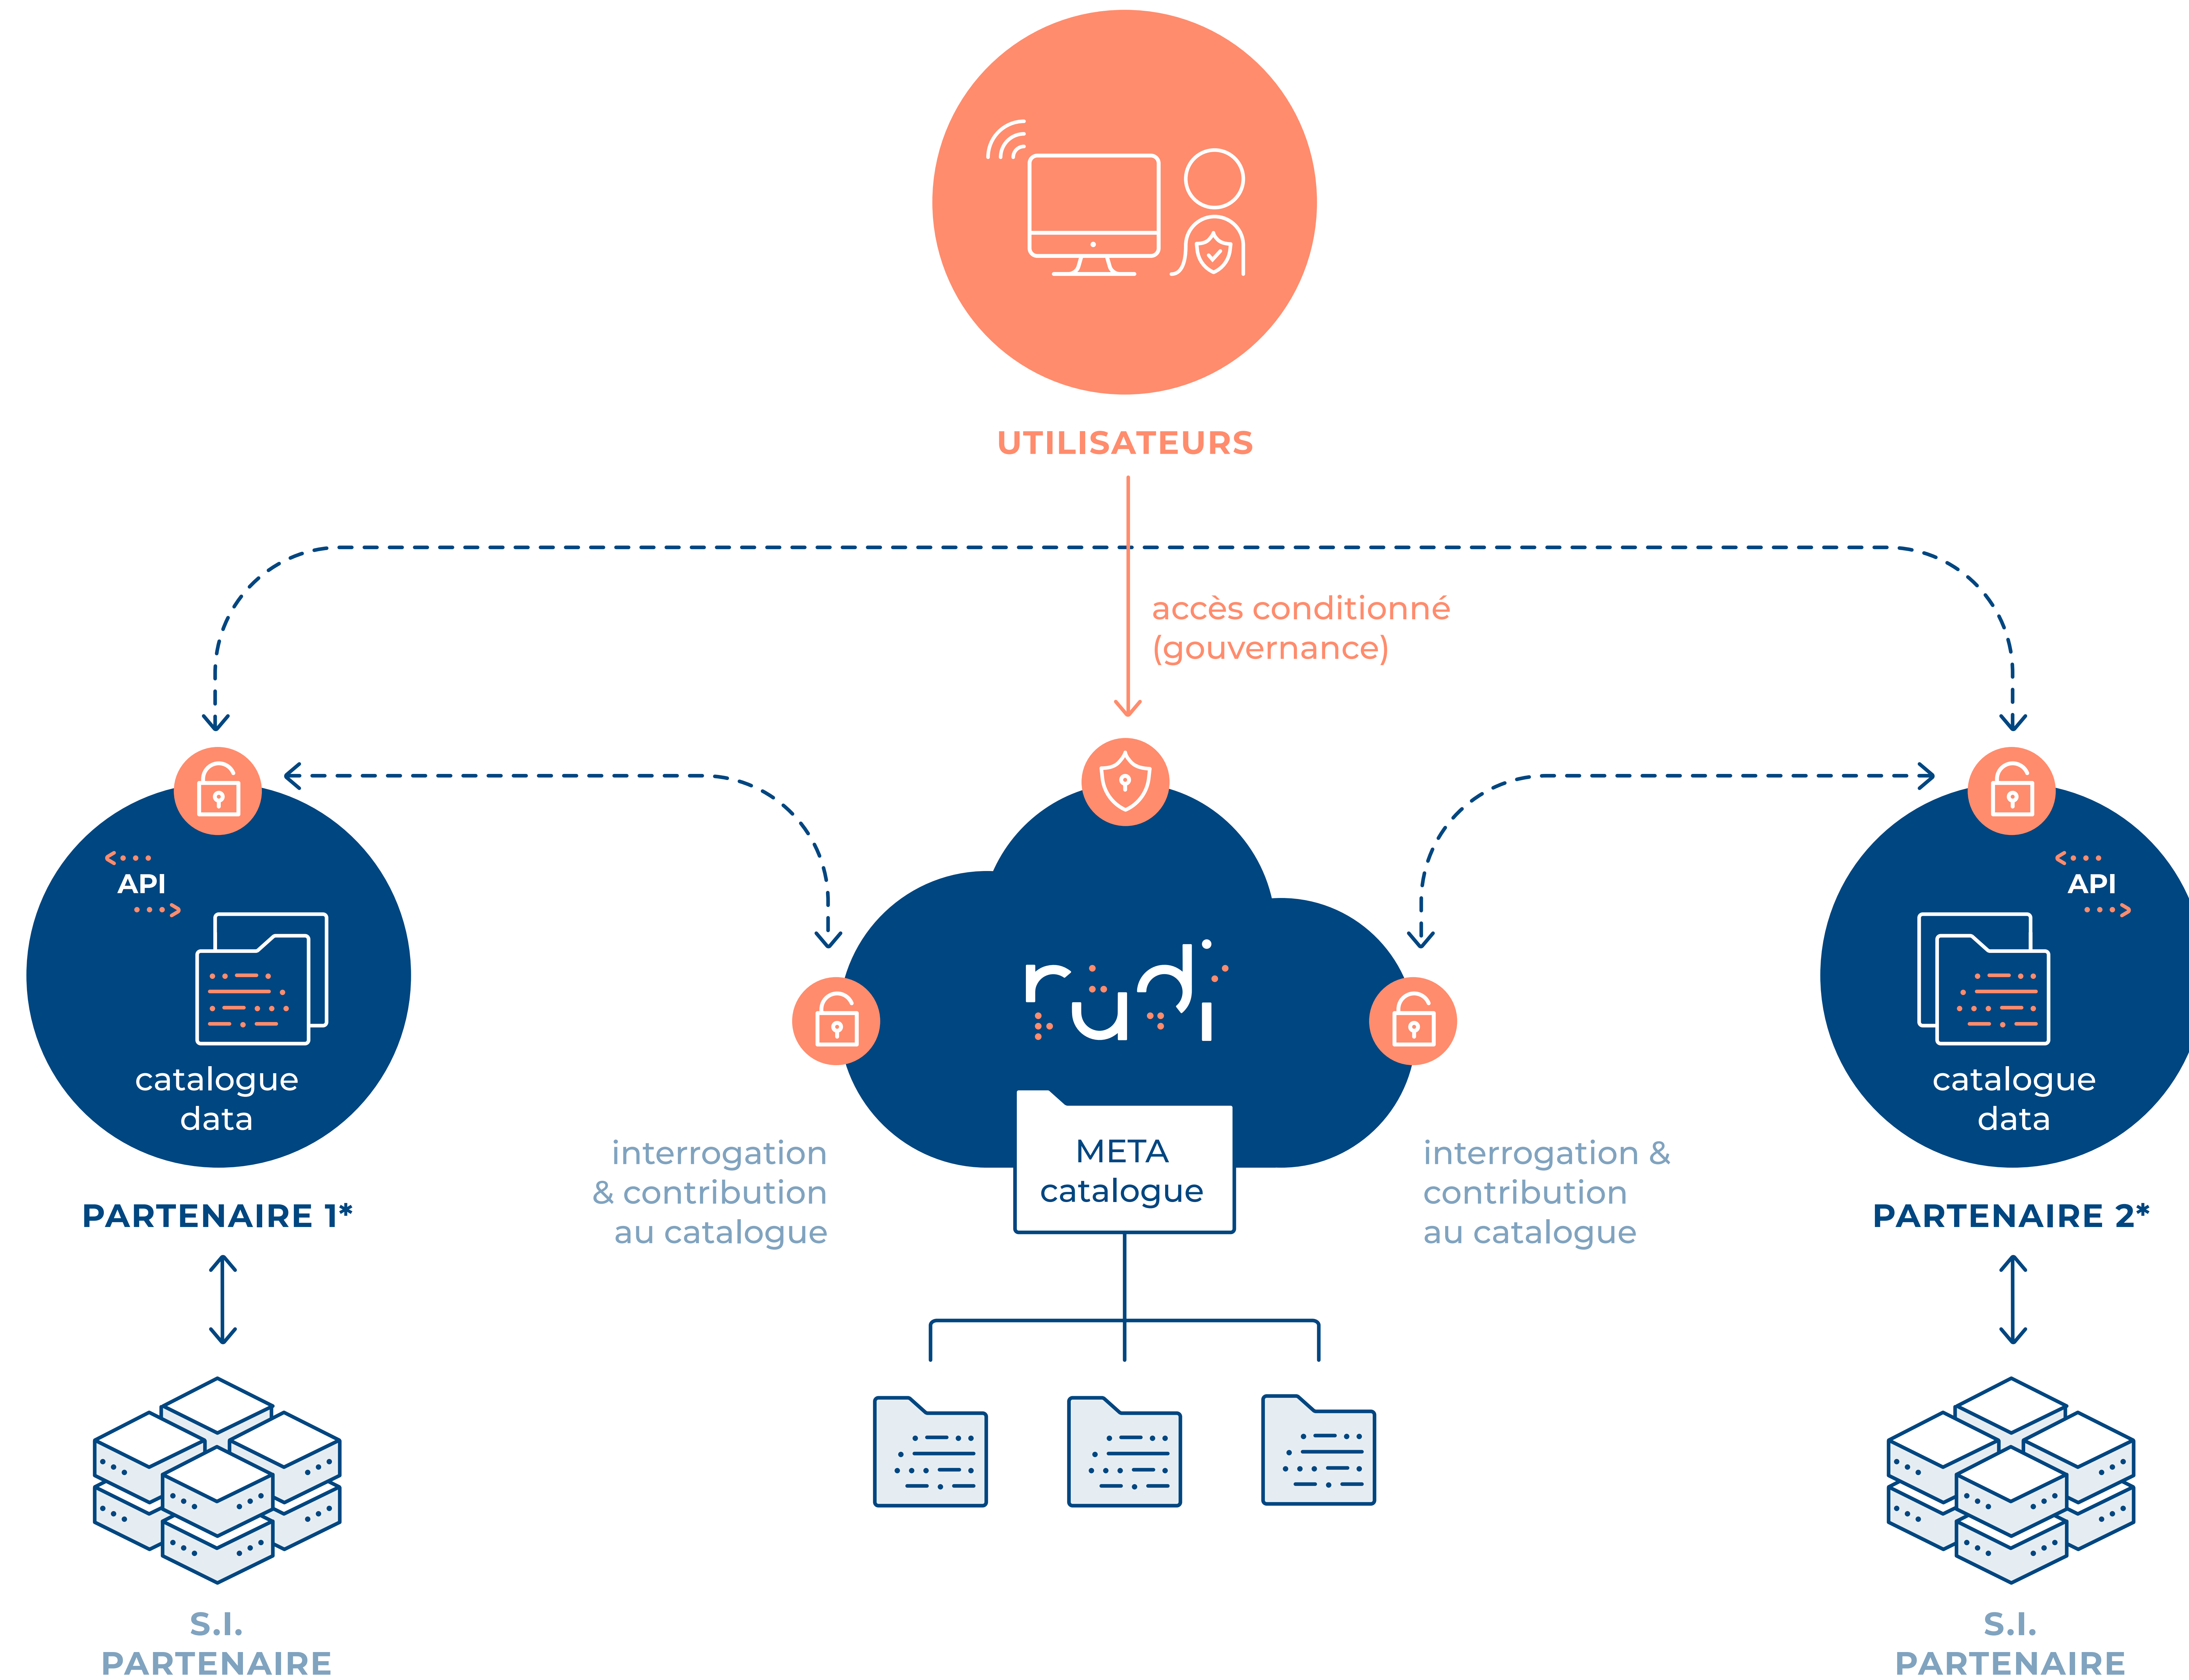 UTILISATEURS
accès conditionné
(gouvernance)
API
catalogue
data
PARTENAIRE 1*
S.I.
PARTENAIRE
interrogation
& contribution
au catalogue
rudi
META
catalogue
interrogation &
contribution
au catalogue
API
catalogue
data
PARTENAIRE 2*
S.I.
PARTENAIRE